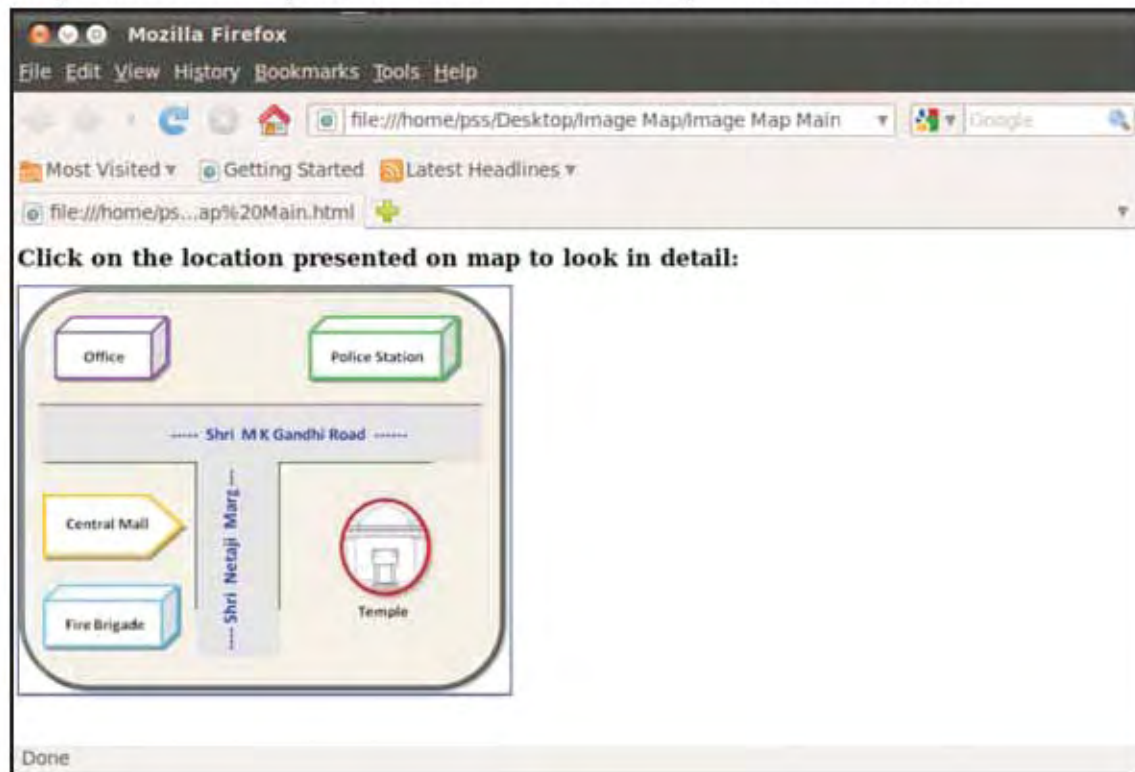 Mozilla Firefox
File Edit View History Bookmarks Tools Help
file:///home/pss/Desktop/Image Map/Image Map Main
Google
Most Visited Getting Started Latest Headlines
file:///home/ps...ap%20Main.html
Click on the location presented on map to look in detail:
Office
Police Station
----- Shri M K Gandhi Road ------
Central Mall
---- Shri Netaji Marg ---
Fire Brigade
Temple
Done